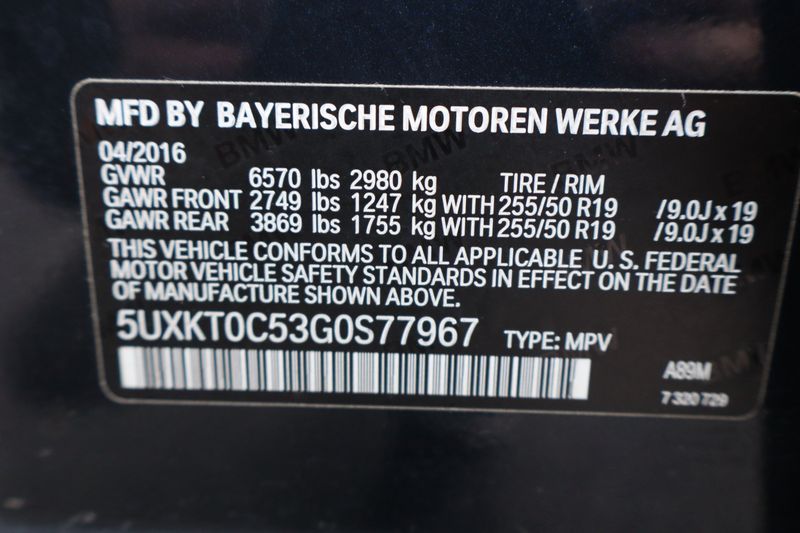 MFD BY BAYERISCHE MOTOREN WERKE AG
04/2016
GVWR 6570 lbs 2980 kg TIRE / RIM
GAWR FRONT 2749 lbs 1247 kg WITH 255/50 R19 /9.0J x 19
GAWR REAR 3869 lbs 1755 kg WITH 255/50 R19 /9.0J x 19
THIS VEHICLE CONFORMS TO ALL APPLICABLE U. S. FEDERAL
MOTOR VEHICLE SAFETY STANDARDS IN EFFECT ON THE DATE
OF MANUFACTURE SHOWN ABOVE.
5UXKT0C53G0S77967 TYPE: MPV
A89M
7 320 729